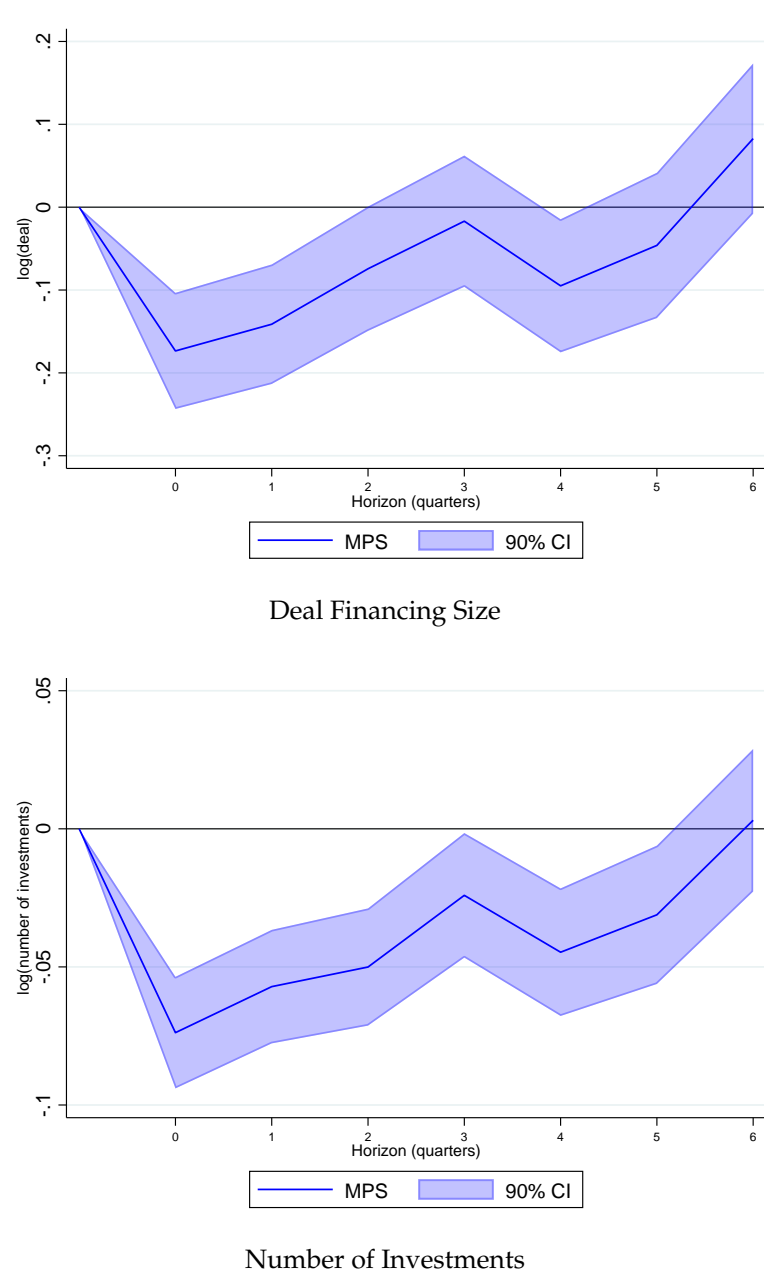 .2
.1
0
-.1
-.2
-.3
log(deal)
0 1 2 3 4 5 6
Horizon (quarters)
MPS 90% CI
Deal Financing Size
.05
0
-.05
-.1
log(number of investments)
0 1 2 3 4 5 6
Horizon (quarters)
MPS 90% CI
Number of Investments